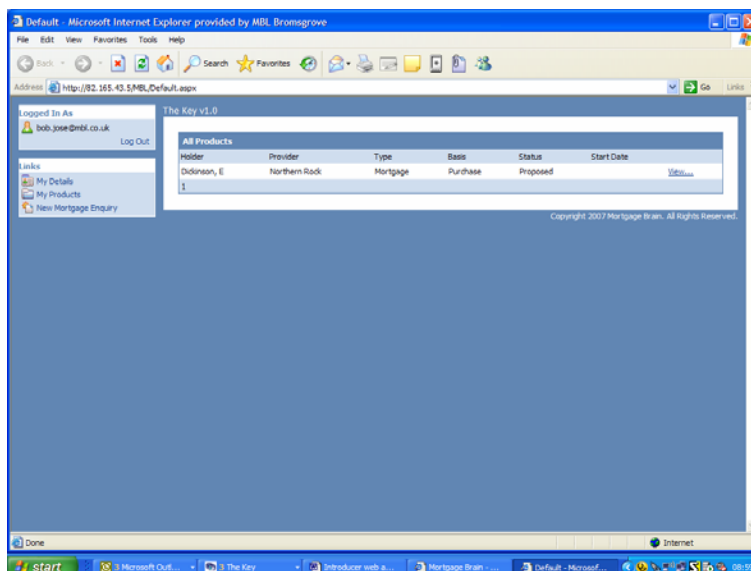 Default - Microsoft Internet Explorer provided by MBL Bromsgrove
File Edit View Favorites Tools Help
Back Search Favorites
Address http://82.165.43.5/MBL/Default.aspx Go Links
Logged In As
bob.jose@mbl.co.uk
Log Out
Links
My Details
My Products
New Mortgage Enquiry
The Key v1.0
All Products
Holder Provider Type Basis Status Start Date
Dickinson, E Northern Rock Mortgage Purchase Proposed View...
1
Copyright 2007 Mortgage Brain. All Rights Reserved.
Done Internet
start 3 Microsoft Outl... 3 The Key Introducer web a... Mortgage Brain - ... Default - Microsof...